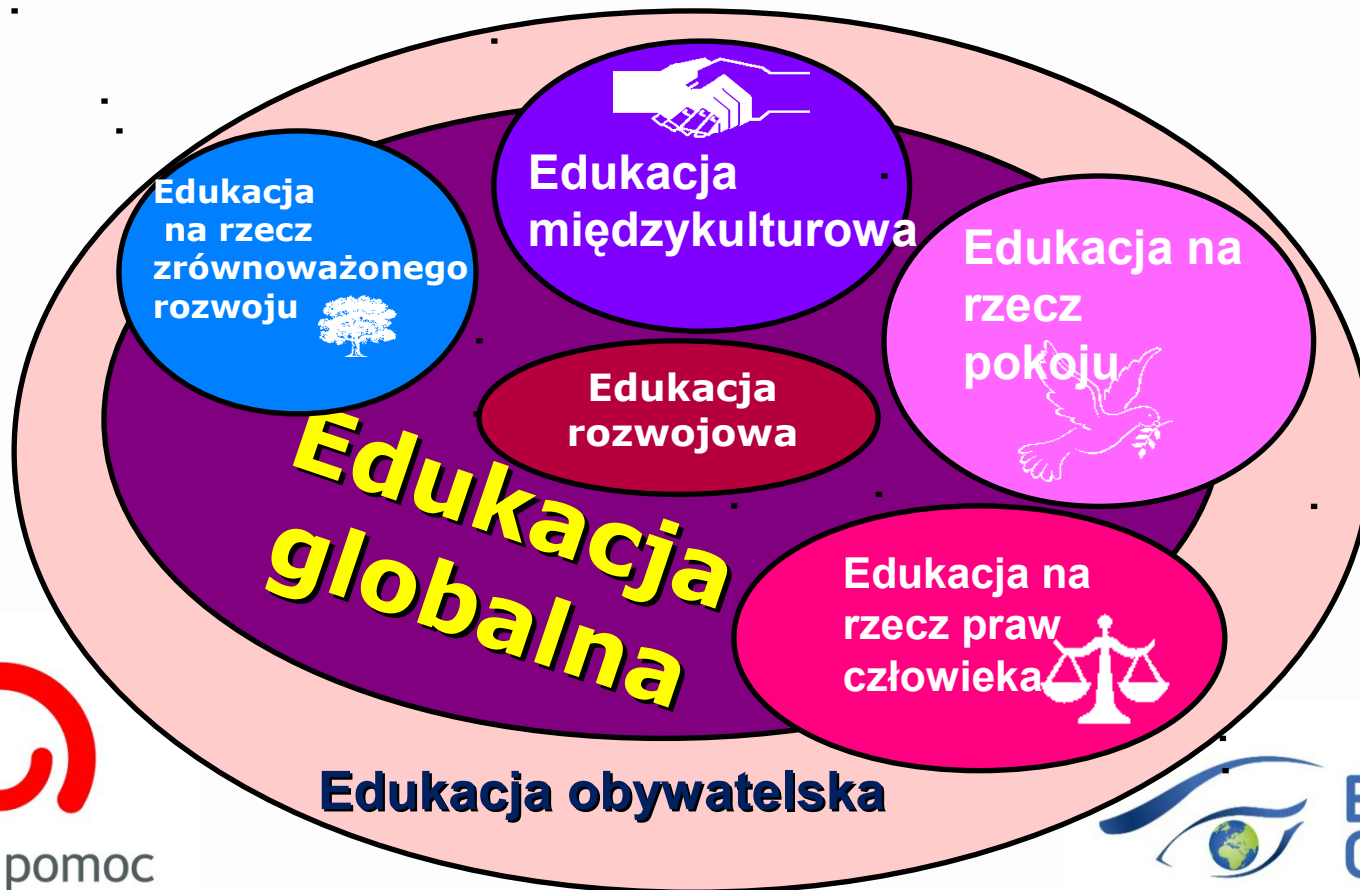 Edukacja
międzykulturowa
Edukacja
na rzecz
zrównoważonego
rozwoju
Edukacja na
rzecz
pokoju
Edukacja
rozwojowa
Edukacja
globalna
Edukacja na
rzecz praw
człowieka
Edukacja obywatelska
pomoc